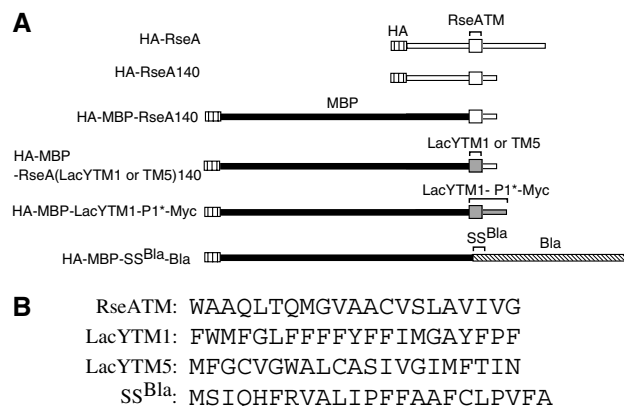 A
RseATM
HA
HA-RseA
HA-RseA140
MBP
HA-MBP-RseA140
LacYTM1 or TM5
HA-MBP
-RseA(LacYTM1 or TM5)140
LacYTM1- P1*-Myc
HA-MBP-LacYTM1-P1*-Myc
SSBla
Bla
HA-MBP-SSBla-Bla
B
RseATM: WAAQLTQMGVAACVSLAVIVG
LacYTM1: FWMFGLFFFFYFFIMGAYFPF
LacYTM5: MFGCVGWALCASIVGIMFTIN
SSBla: MSIQHFRVALIPFFAAFCLPVFA